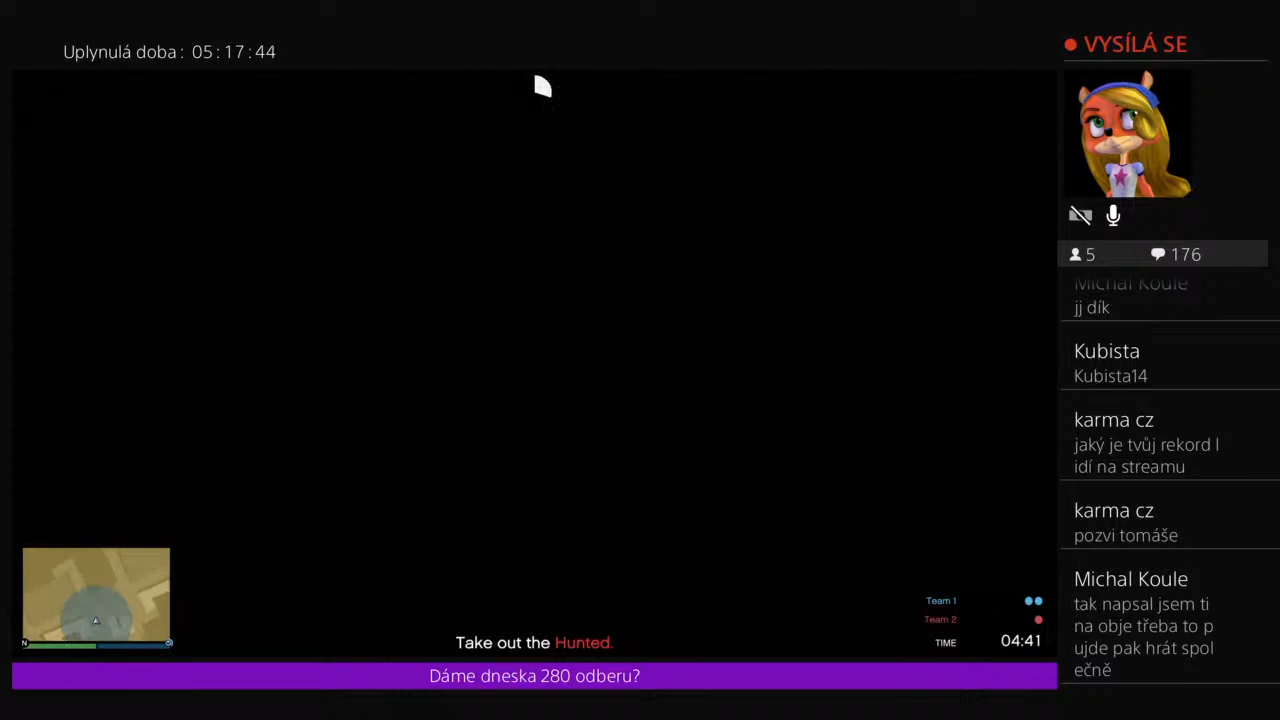 Uplynulá doba: 05:17:44
VYSÍLÁ SE
5 176
Michal Koule
jj dík
Kubista
Kubista14
karma cz
jaký je tvůj rekord l
idí na streamu
karma cz
pozvi tomáše
Michal Koule
tak napsal jsem ti
na obje třeba to p
ujde pak hrát spol
ečně
N
Team 1
Team 2
TIME 04:41
Take out the Hunted.
Dáme dneska 280 odberu?